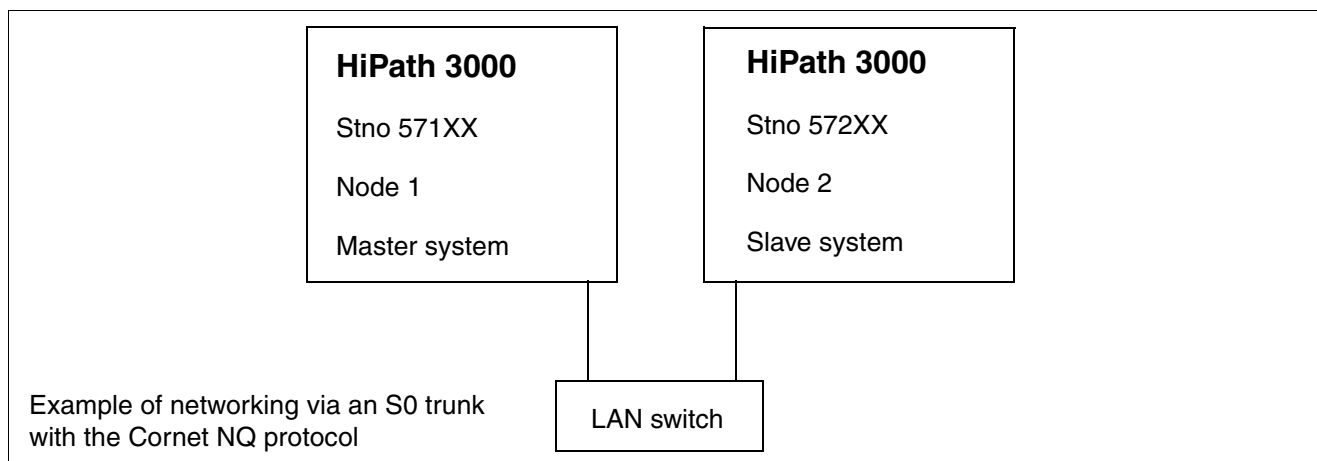 HiPath 3000
Stno 571XX
Node 1
Master system
HiPath 3000
Stno 572XX
Node 2
Slave system
LAN switch
Example of networking via an S0 trunk
with the Cornet NQ protocol